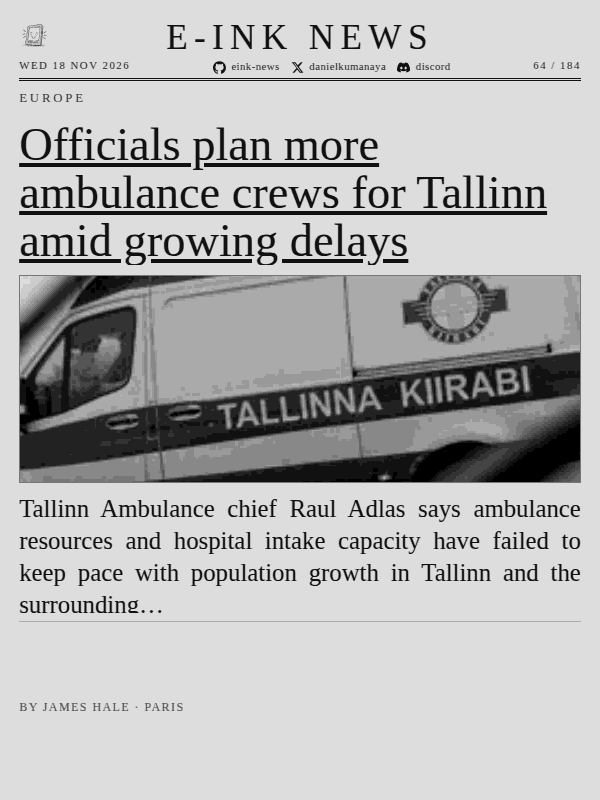 E-INK NEWS
WED 18 NOV 2026
eink-news
danielkumanaya
discord
64 / 184
EUROPE
Officials plan more
ambulance crews for Tallinn
amid growing delays
TALLINNA KIIRABI
Tallinn Ambulance chief Raul Adlas says ambulance
resources and hospital intake capacity have failed to
keep pace with population growth in Tallinn and the
surrounding…
BY JAMES HALE · PARIS